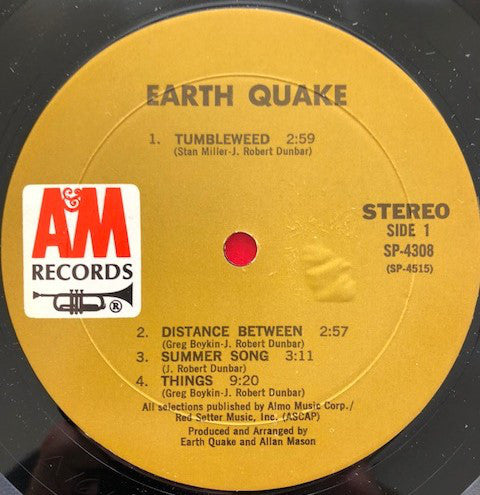 EARTH QUAKE
1. TUMBLEWEED 2:59
(Stan Miller-J. Robert Dunbar)
A&M
RECORDS
®
STEREO
SIDE 1
SP-4308
(SP-4515)
2. DISTANCE BETWEEN 2:57
(Greg Boykin-J. Robert Dunbar)
3. SUMMER SONG 3:11
(J. Robert Dunbar)
4. THINGS 9:20
(Greg Boykin-J. Robert Dunbar)
All selections published by Almo Music Corp./
Red Setter Music, Inc. (ASCAP)
Produced and Arranged by
Earth Quake and Allan Mason